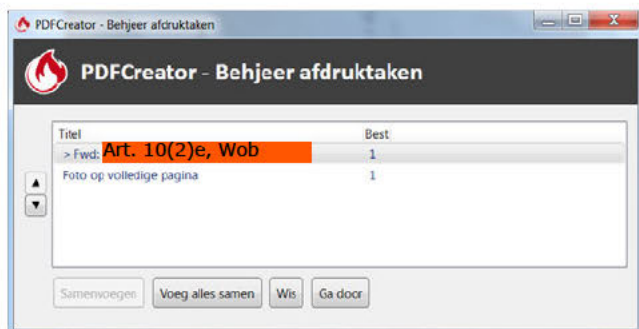 PDFCreator - Behjeer afdruktaken
PDFCreator - Behjeer afdruktaken
Titel Best
> Fwd: Art. 10(2)e, Wob 1
Foto op volledige pagina 1
Samenvoegen Voeg alles samen Wis Ga door